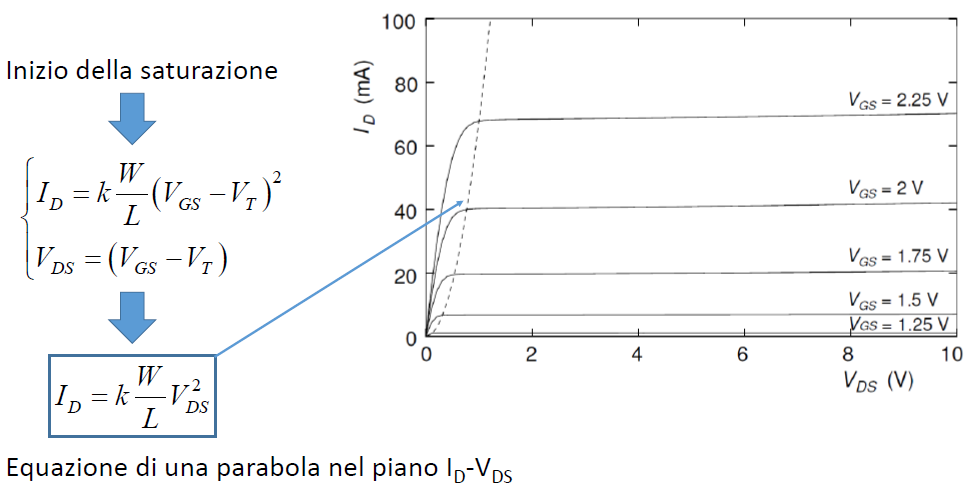 Inizio della saturazione
I_D = k W/L (V_GS − V_T)^2
V_DS = (V_GS − V_T)
I_D = k W/L V_DS^2
Equazione di una parabola nel piano I_D-V_DS
I_D (mA)
100
80
60
40
20
0
V_GS = 2.25 V
V_GS = 2 V
V_GS = 1.75 V
V_GS = 1.5 V
V_GS = 1.25 V
0 2 4 6 8 10
V_DS (V)